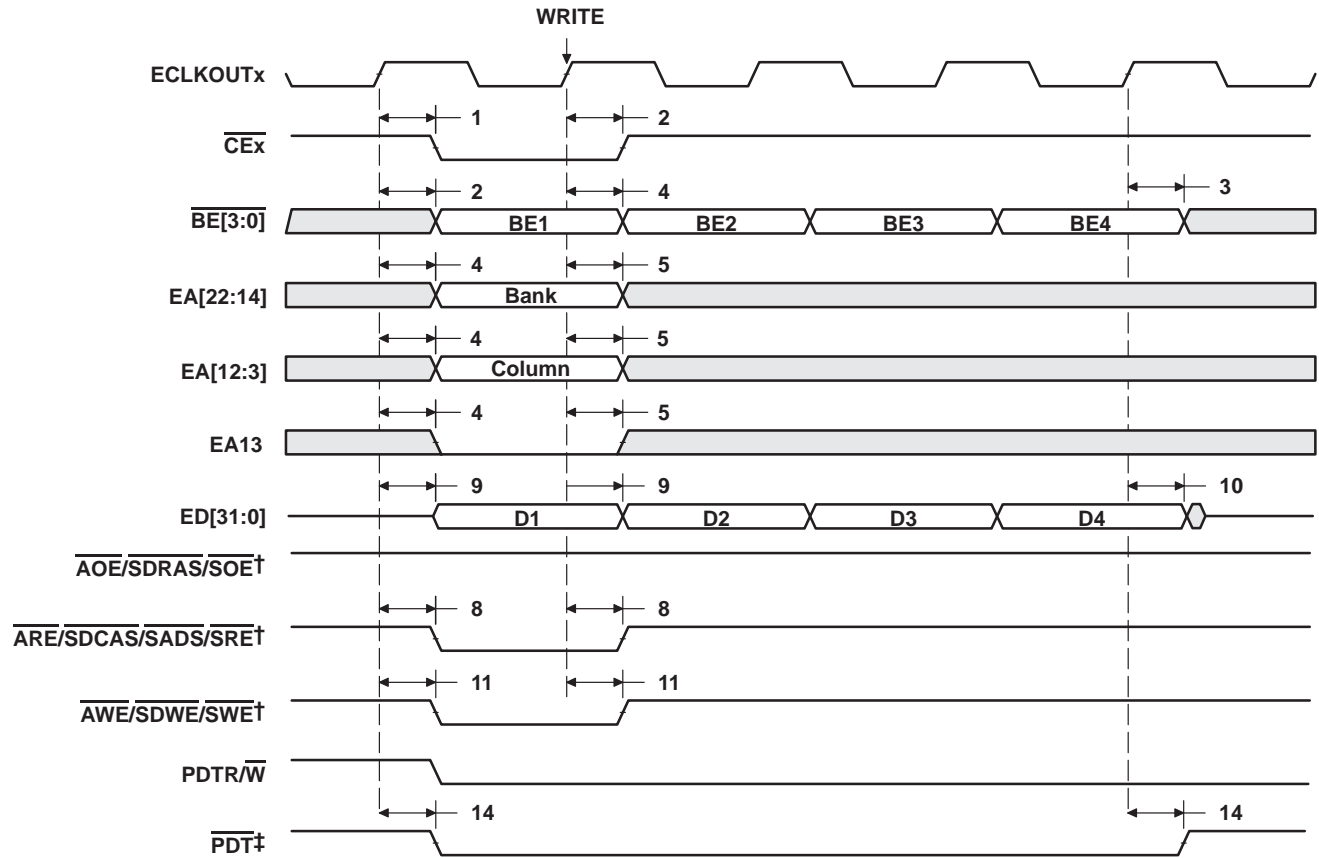 WRITE
ECLKOUTx
1 2
CEx
2 4 3
BE[3:0] BE1 BE2 BE3 BE4
4 5
EA[22:14] Bank
4 5
EA[12:3] Column
4 5
EA13
9 9 10
ED[31:0] D1 D2 D3 D4
AOE/SDRAS/SOE†
8 8
ARE/SDCAS/SADS/SRE†
11 11
AWE/SDWE/SWE†
PDTR/W
14 14
PDT‡